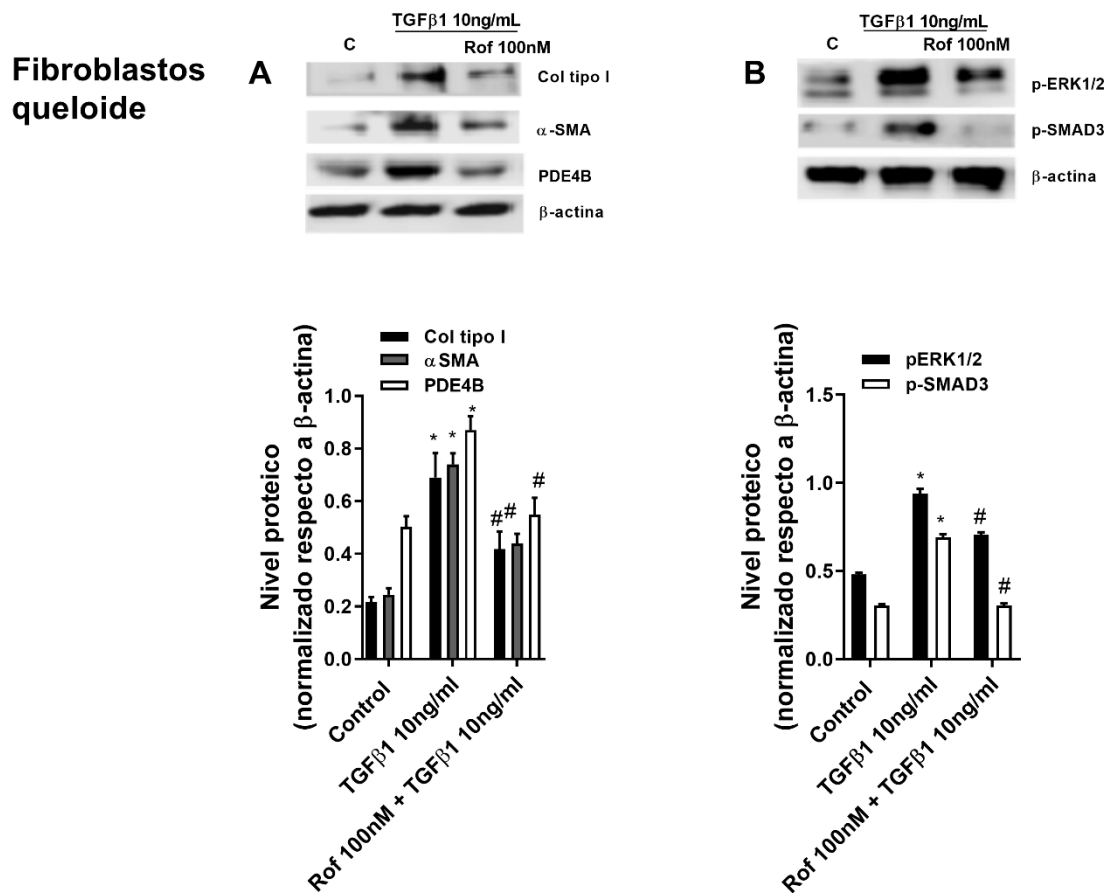 Fibroblastos
queloide
A
TGFβ1 10ng/mL
C
Rof 100nM
Col tipo I
α-SMA
PDE4B
β-actina
Col tipo I
α SMA
PDE4B
Nivel proteico
(normalizado respecto a β-actina)
1.0
0.8
0.6
0.4
0.2
0.0
*
*
*
#
#
#
Control
TGFβ1 10ng/ml
Rof 100nM + TGFβ1 10ng/ml
B
TGFβ1 10ng/mL
C
Rof 100nM
p-ERK1/2
p-SMAD3
β-actina
pERK1/2
p-SMAD3
Nivel proteico
(normalizado respecto a β-actina)
1.5
1.0
0.5
0.0
*
*
#
#
Control
TGFβ1 10ng/ml
Rof 100nM + TGFβ1 10ng/ml